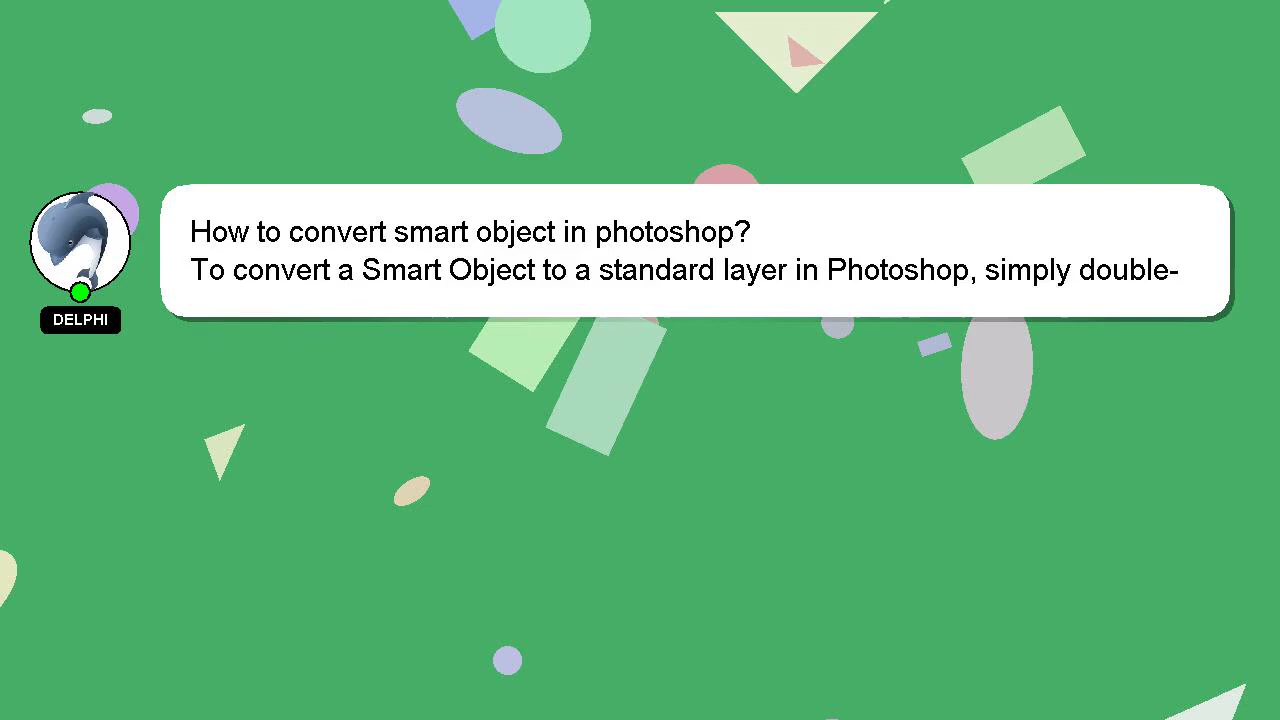 How to convert smart object in photoshop?
To convert a Smart Object to a standard layer in Photoshop, simply double-
DELPHI